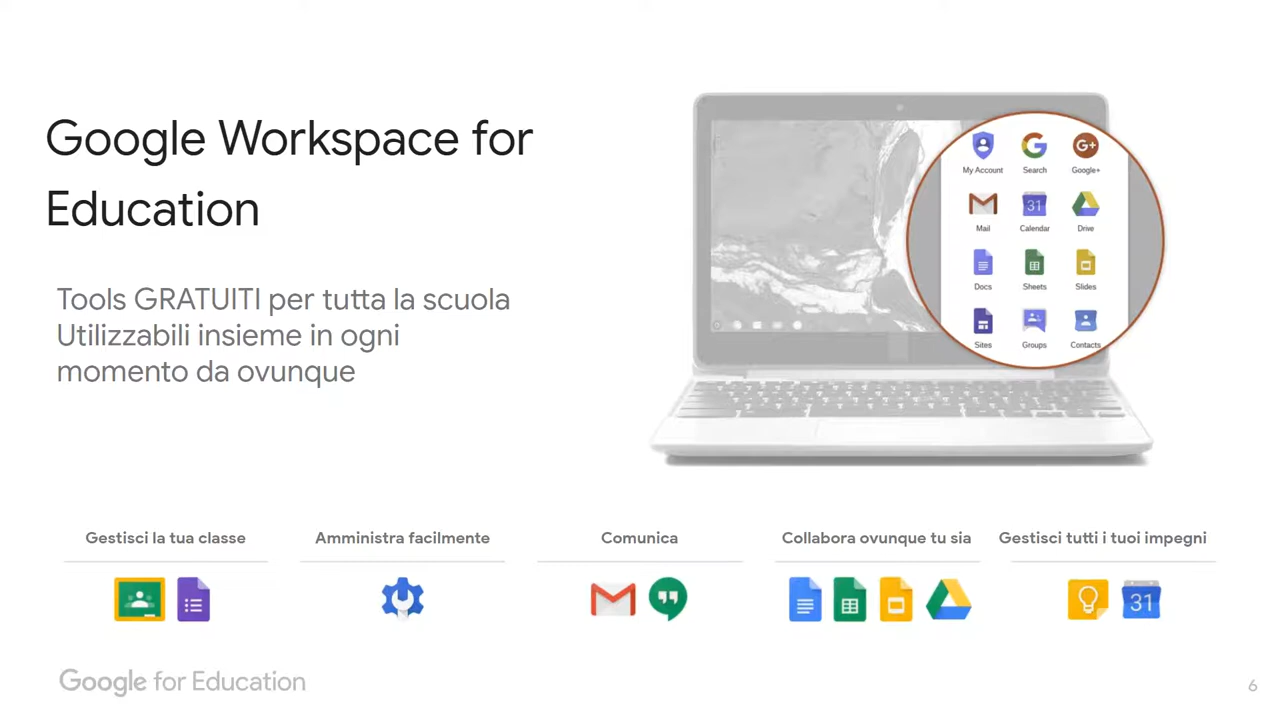 Google Workspace for
Education
Tools GRATUITI per tutta la scuola
Utilizzabili insieme in ogni
momento da ovunque
My Account
Search
G+
Google+
Mail
31
Calendar
Drive
Docs
Sheets
Slides
Sites
Groups
Contacts
Gestisci la tua classe
Amministra facilmente
Comunica
Collabora ovunque tu sia
Gestisci tutti i tuoi impegni
31
Google for Education
6